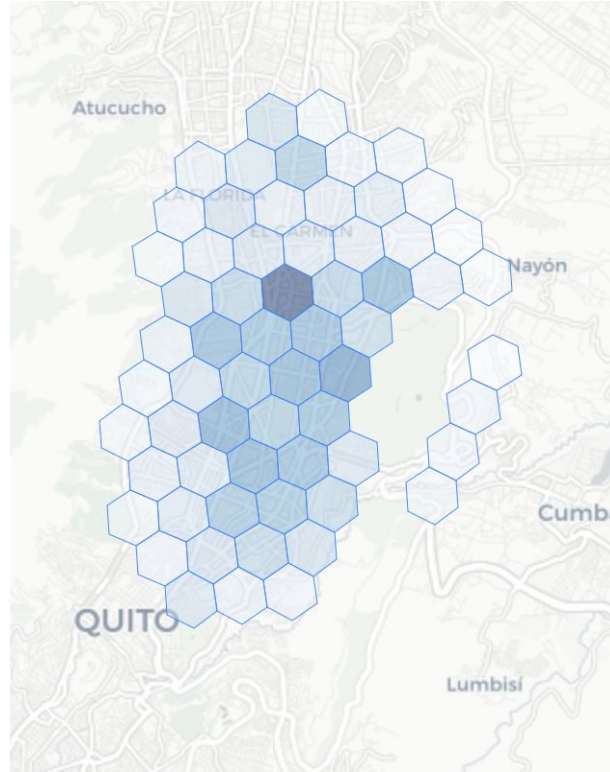 Atucucho
LA FLORIDA
EL CARMEN
Nayón
Cumb
QUITO
Lumbisí